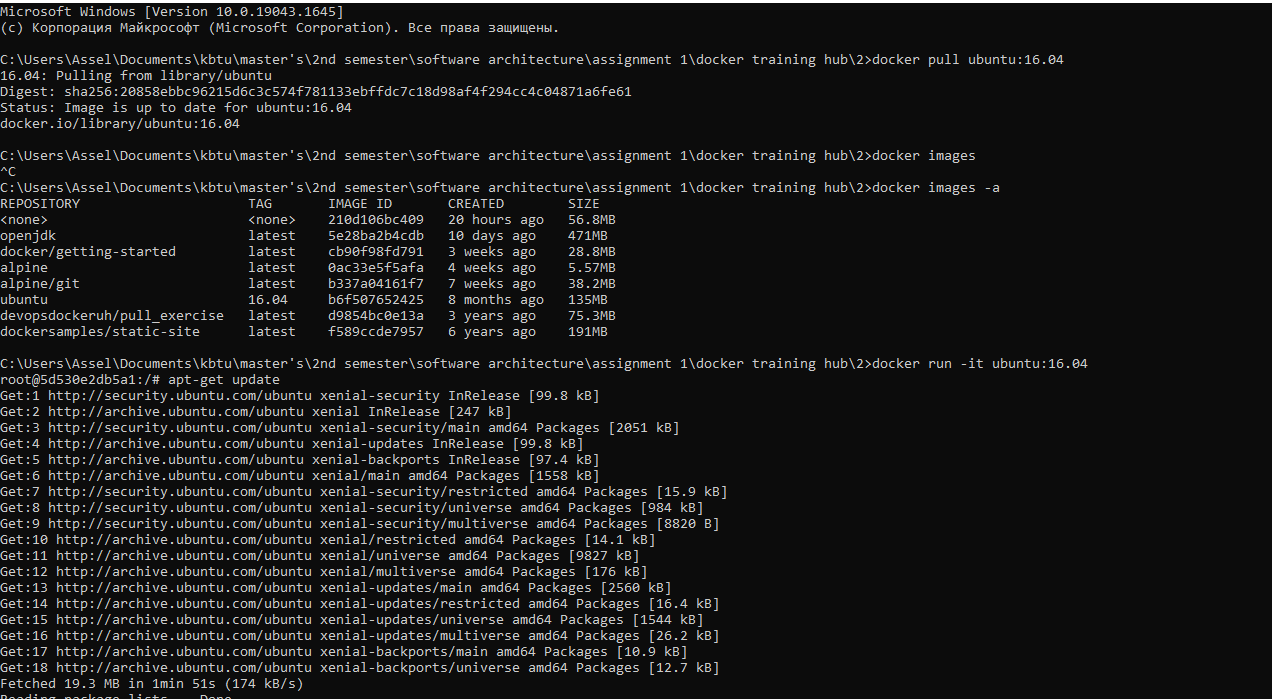 Microsoft Windows [Version 10.0.19043.1645]
(c) Корпорация Майкрософт (Microsoft Corporation). Все права защищены.
C:\Users\Assel\Documents\kbtu\master's\2nd semester\software architecture\assignment 1\docker training hub\2>docker pull ubuntu:16.04
16.04: Pulling from library/ubuntu
Digest: sha256:20858ebbc96215d6c3c574f781133ebffdc7c18d98af4f294cc4c04871a6fe61
Status: Image is up to date for ubuntu:16.04
docker.io/library/ubuntu:16.04
C:\Users\Assel\Documents\kbtu\master's\2nd semester\software architecture\assignment 1\docker training hub\2>docker images
^C
C:\Users\Assel\Documents\kbtu\master's\2nd semester\software architecture\assignment 1\docker training hub\2>docker images -a
REPOSITORY TAG IMAGE ID CREATED SIZE
<none> <none> 210d106bc409 20 hours ago 56.8MB
openjdk latest 5e28ba2b4cdb 10 days ago 471MB
docker/getting-started latest cb90f98fd791 3 weeks ago 28.8MB
alpine latest 0ac33e5f5afa 4 weeks ago 5.57MB
alpine/git latest b337a04161f7 7 weeks ago 38.2MB
ubuntu 16.04 b6f507652425 8 months ago 135MB
devopsdockeruh/pull_exercise latest d9854bc0e13a 3 years ago 75.3MB
dockersamples/static-site latest f589ccde7957 6 years ago 191MB
C:\Users\Assel\Documents\kbtu\master's\2nd semester\software architecture\assignment 1\docker training hub\2>docker run -it ubuntu:16.04
root@5d530e2db5a1:/# apt-get update
Get:1 http://security.ubuntu.com/ubuntu xenial-security InRelease [99.8 kB]
Get:2 http://archive.ubuntu.com/ubuntu xenial InRelease [247 kB]
Get:3 http://security.ubuntu.com/ubuntu xenial-security/main amd64 Packages [2051 kB]
Get:4 http://archive.ubuntu.com/ubuntu xenial-updates InRelease [99.8 kB]
Get:5 http://archive.ubuntu.com/ubuntu xenial-backports InRelease [97.4 kB]
Get:6 http://archive.ubuntu.com/ubuntu xenial/main amd64 Packages [1558 kB]
Get:7 http://security.ubuntu.com/ubuntu xenial-security/restricted amd64 Packages [15.9 kB]
Get:8 http://security.ubuntu.com/ubuntu xenial-security/universe amd64 Packages [984 kB]
Get:9 http://security.ubuntu.com/ubuntu xenial-security/multiverse amd64 Packages [8820 B]
Get:10 http://archive.ubuntu.com/ubuntu xenial/restricted amd64 Packages [14.1 kB]
Get:11 http://archive.ubuntu.com/ubuntu xenial/universe amd64 Packages [9827 kB]
Get:12 http://archive.ubuntu.com/ubuntu xenial/multiverse amd64 Packages [176 kB]
Get:13 http://archive.ubuntu.com/ubuntu xenial-updates/main amd64 Packages [2560 kB]
Get:14 http://archive.ubuntu.com/ubuntu xenial-updates/restricted amd64 Packages [16.4 kB]
Get:15 http://archive.ubuntu.com/ubuntu xenial-updates/universe amd64 Packages [1544 kB]
Get:16 http://archive.ubuntu.com/ubuntu xenial-updates/multiverse amd64 Packages [26.2 kB]
Get:17 http://archive.ubuntu.com/ubuntu xenial-backports/main amd64 Packages [10.9 kB]
Get:18 http://archive.ubuntu.com/ubuntu xenial-backports/universe amd64 Packages [12.7 kB]
Fetched 19.3 MB in 1min 51s (174 kB/s)
Reading package lists... Done